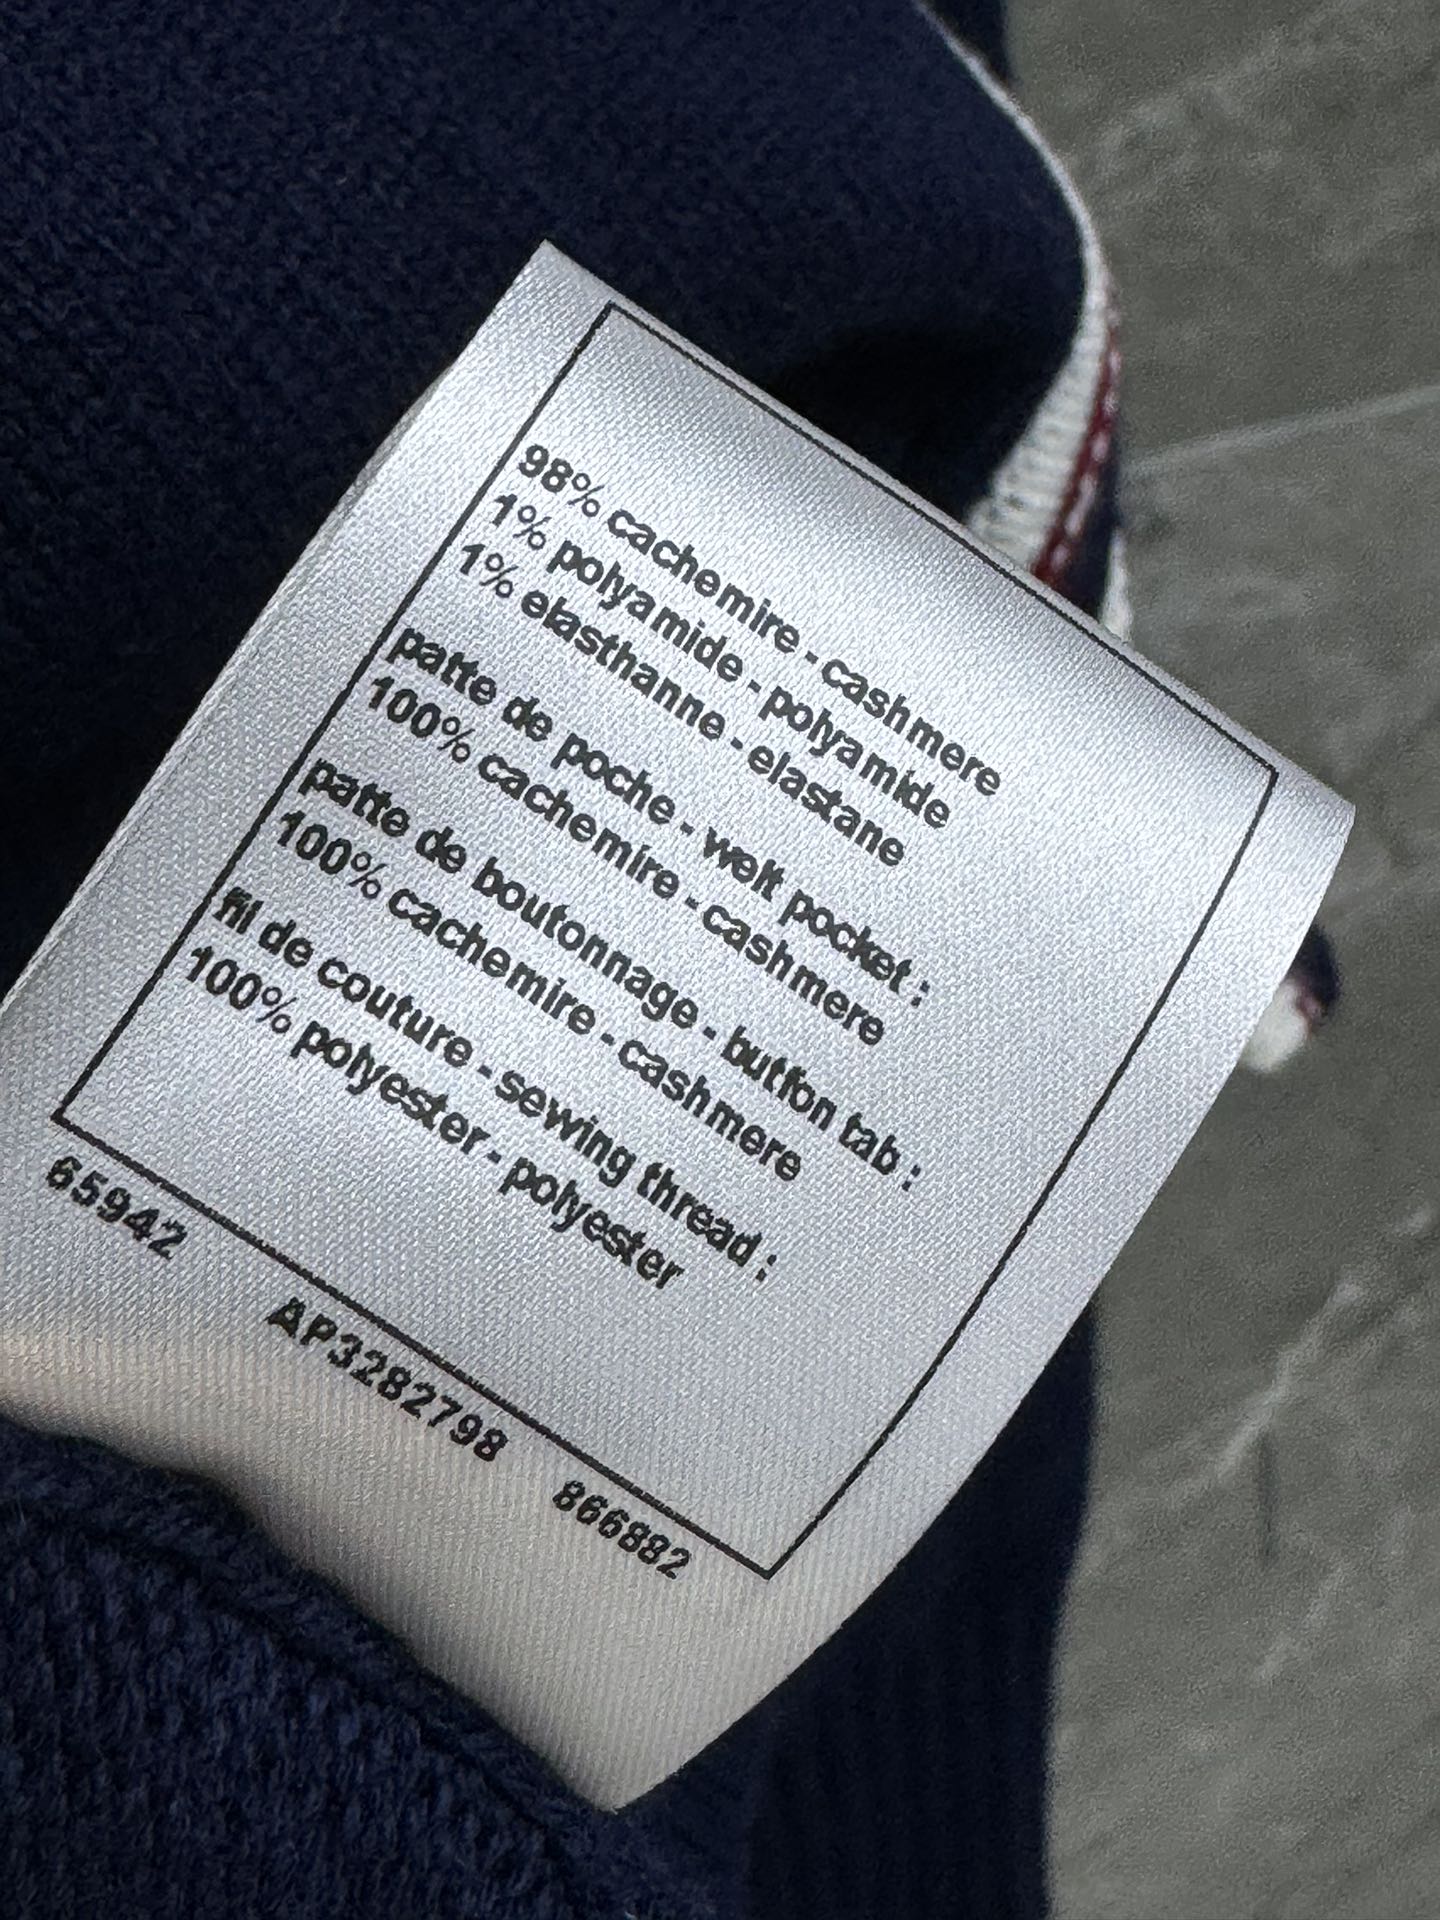 98% cachemire - cashmere
1% polyamide - polyamide
1% elasthanne - elastane
patte de poche - welt pocket :
100% cachemire - cashmere
patte de boutonnage - button tab :
100% cachemire - cashmere
fil de couture - sewing thread :
100% polyester - polyester
65942 AP3282798 866882